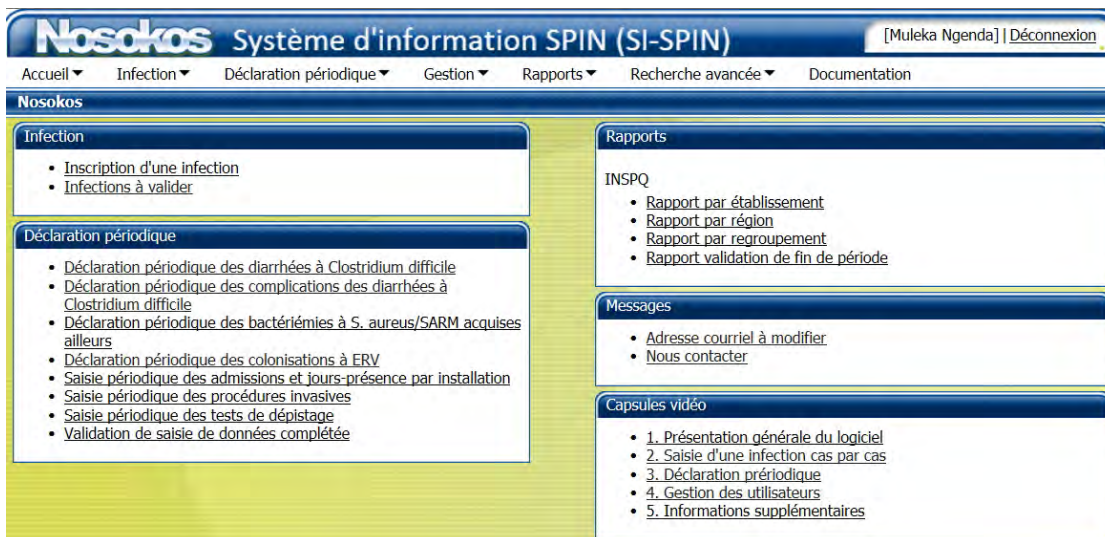 Nosokos Système d'information SPIN (SI-SPIN) [Muleka Ngenda] | Déconnexion
Accueil ▼ Infection ▼ Déclaration périodique ▼ Gestion ▼ Rapports ▼ Recherche avancée ▼ Documentation
Nosokos
Infection
• Inscription d'une infection
• Infections à valider
Déclaration périodique
• Déclaration périodique des diarrhées à Clostridium difficile
• Déclaration périodique des complications des diarrhées à
Clostridium difficile
• Déclaration périodique des bactériémies à S. aureus/SARM acquises
ailleurs
• Déclaration périodique des colonisations à ERV
• Saisie périodique des admissions et jours-présence par installation
• Saisie périodique des procédures invasives
• Saisie périodique des tests de dépistage
• Validation de saisie de données complétée
Rapports
INSPQ
• Rapport par établissement
• Rapport par région
• Rapport par regroupement
• Rapport validation de fin de période
Messages
• Adresse courriel à modifier
• Nous contacter
Capsules vidéo
• 1. Présentation générale du logiciel
• 2. Saisie d'une infection cas par cas
• 3. Déclaration prériodique
• 4. Gestion des utilisateurs
• 5. Informations supplémentaires